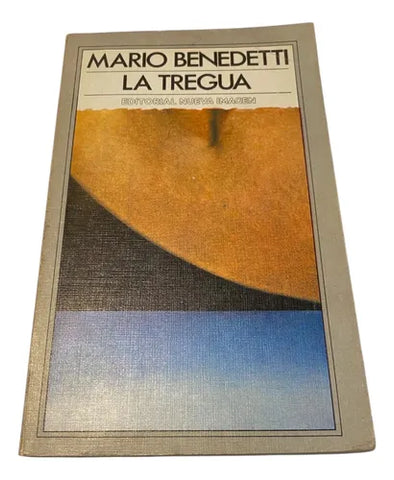 MARIO BENEDETTI
LA TREGUA
EDITORIAL NUEVA IMAGEN